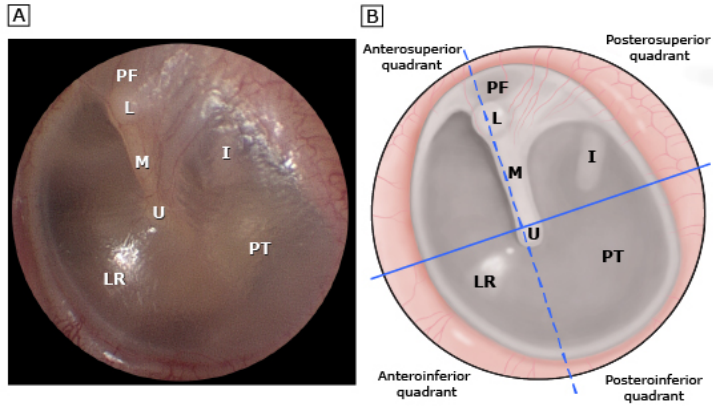 A
PF
L
M
I
U
PT
LR
B
Anterosuperior
quadrant
Posterosuperior
quadrant
PF
L
M
I
U
PT
LR
Anteroinferior
quadrant
Posteroinferior
quadrant